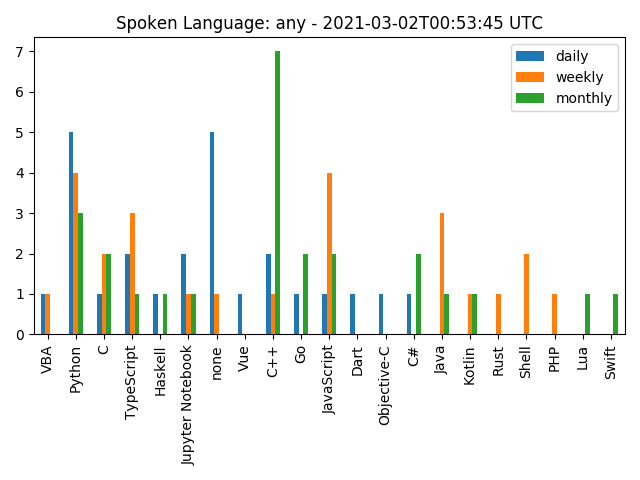 Spoken Language: any - 2021-03-02T00:53:45 UTC
daily
weekly
monthly
7
6
5
4
3
2
1
0
VBA
Python
C
TypeScript
Haskell
Jupyter Notebook
none
Vue
C++
Go
JavaScript
Dart
Objective-C
C#
Java
Kotlin
Rust
Shell
PHP
Lua
Swift